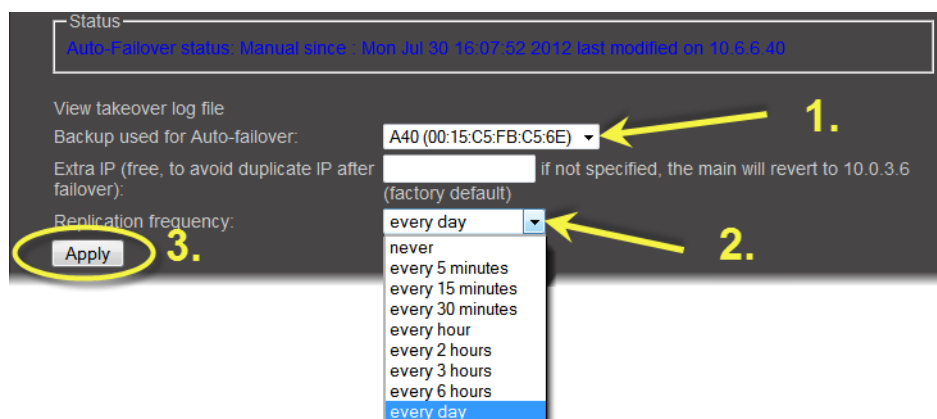 Status
Auto-Failover status: Manual since : Mon Jul 30 16:07:52 2012 last modified on 10.6.6.40
View takeover log file
Backup used for Auto-failover: A40 (00:15:C5:FB:C5:6E) 1.
Extra IP (free, to avoid duplicate IP after if not specified, the main will revert to 10.0.3.6
failover): (factory default)
Replication frequency: every day 2.
Apply 3.
never
every 5 minutes
every 15 minutes
every 30 minutes
every hour
every 2 hours
every 3 hours
every 6 hours
every day